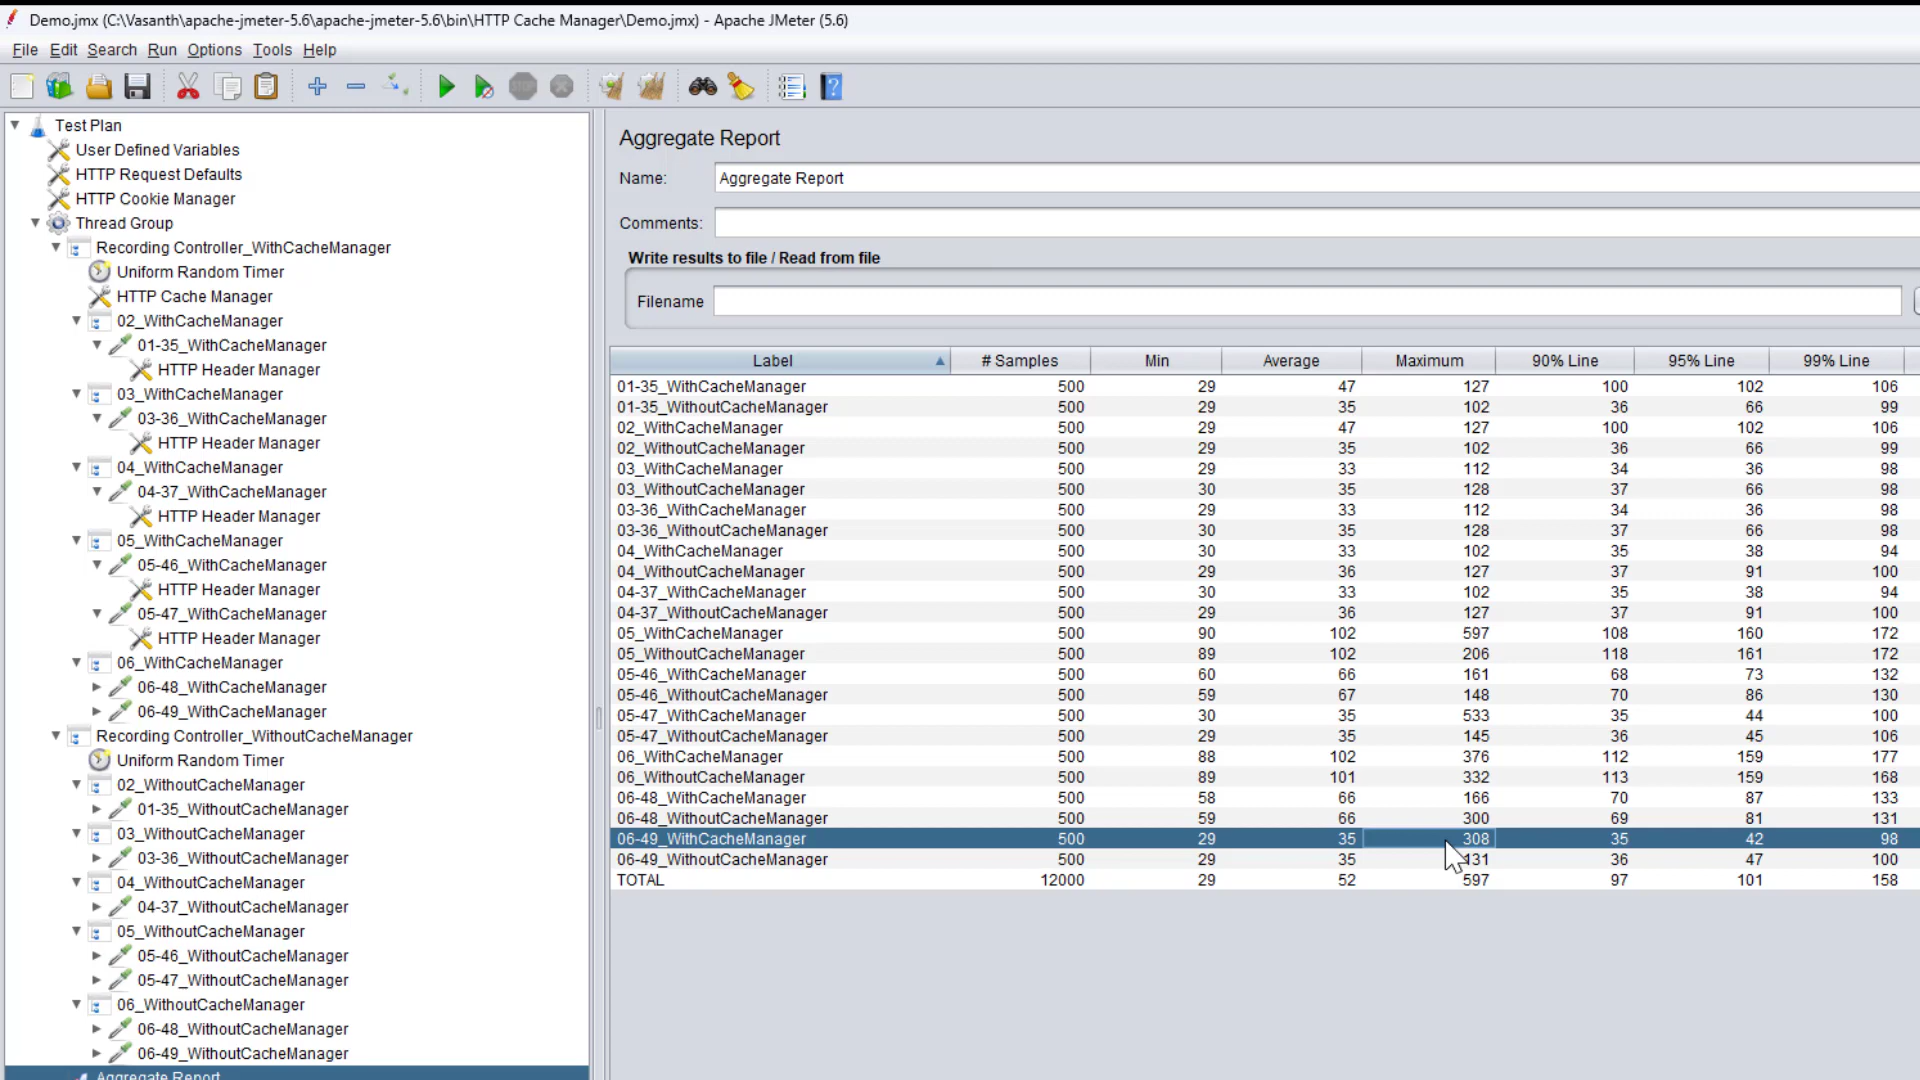 Demo.jmx (C:\Vasanth\apache-jmeter-5.6\apache-jmeter-5.6\bin\HTTP Cache Manager\Demo.jmx) - Apache JMeter (5.6)
File Edit Search Run Options Tools Help
Test Plan
User Defined Variables
HTTP Request Defaults
HTTP Cookie Manager
Thread Group
Recording Controller_WithCacheManager
Uniform Random Timer
HTTP Cache Manager
02_WithCacheManager
01-35_WithCacheManager
HTTP Header Manager
03_WithCacheManager
03-36_WithCacheManager
HTTP Header Manager
04_WithCacheManager
04-37_WithCacheManager
HTTP Header Manager
05_WithCacheManager
05-46_WithCacheManager
HTTP Header Manager
05-47_WithCacheManager
HTTP Header Manager
06_WithCacheManager
06-48_WithCacheManager
06-49_WithCacheManager
Recording Controller_WithoutCacheManager
Uniform Random Timer
02_WithoutCacheManager
01-35_WithoutCacheManager
03_WithoutCacheManager
03-36_WithoutCacheManager
04_WithoutCacheManager
04-37_WithoutCacheManager
05_WithoutCacheManager
05-46_WithoutCacheManager
05-47_WithoutCacheManager
06_WithoutCacheManager
06-48_WithoutCacheManager
06-49_WithoutCacheManager
Aggregate Report
Aggregate Report
Name: Aggregate Report
Comments:
Write results to file / Read from file
Filename
Label # Samples Min Average Maximum 90% Line 95% Line 99% Line
01-35_WithCacheManager 500 29 47 127 100 102 106
01-35_WithoutCacheManager 500 29 35 102 36 66 99
02_WithCacheManager 500 29 47 127 100 102 106
02_WithoutCacheManager 500 29 35 102 36 66 99
03_WithCacheManager 500 29 33 112 34 36 98
03_WithoutCacheManager 500 30 35 128 37 66 98
03-36_WithCacheManager 500 29 33 112 34 36 98
03-36_WithoutCacheManager 500 30 35 128 37 66 98
04_WithCacheManager 500 30 33 102 35 38 94
04_WithoutCacheManager 500 29 36 127 37 91 100
04-37_WithCacheManager 500 30 33 102 35 38 94
04-37_WithoutCacheManager 500 29 36 127 37 91 100
05_WithCacheManager 500 90 102 597 108 160 172
05_WithoutCacheManager 500 89 102 206 118 161 172
05-46_WithCacheManager 500 60 66 161 68 73 132
05-46_WithoutCacheManager 500 59 67 148 70 86 130
05-47_WithCacheManager 500 30 35 533 35 44 100
05-47_WithoutCacheManager 500 29 35 145 36 45 106
06_WithCacheManager 500 88 102 376 112 159 177
06_WithoutCacheManager 500 89 101 332 113 159 168
06-48_WithCacheManager 500 58 66 166 70 87 133
06-48_WithoutCacheManager 500 59 66 300 69 81 131
06-49_WithCacheManager 500 29 35 308 35 42 98
06-49_WithoutCacheManager 500 29 35 131 36 47 100
TOTAL 12000 29 52 597 97 101 158